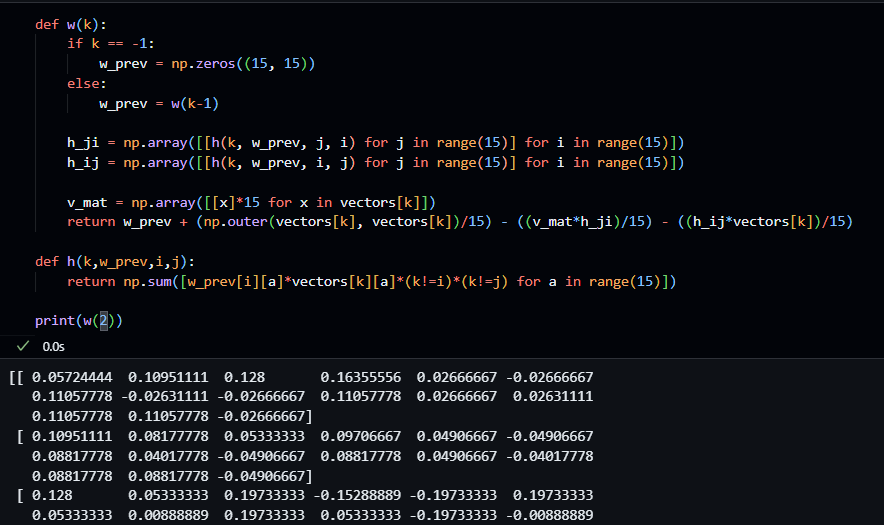 def w(k):
    if k == -1:
        w_prev = np.zeros((15, 15))
    else:
        w_prev = w(k-1)

    h_ji = np.array([[h(k, w_prev, j, i) for j in range(15)] for i in range(15)])
    h_ij = np.array([[h(k, w_prev, i, j) for j in range(15)] for i in range(15)])

    v_mat = np.array([[x]*15 for x in vectors[k]])
    return w_prev + (np.outer(vectors[k], vectors[k])/15) - ((v_mat*h_ji)/15) - ((h_ij*vectors[k])/15)

def h(k,w_prev,i,j):
    return np.sum([w_prev[i][a]*vectors[k][a]*(k!=i)*(k!=j) for a in range(15)])

print(w(2))
0.0s
[[ 0.05724444  0.10951111  0.128       0.16355556  0.02666667 -0.02666667
   0.11057778 -0.02631111 -0.02666667  0.11057778  0.02666667  0.02631111
   0.11057778  0.11057778 -0.02666667]
 [ 0.10951111  0.08177778  0.05333333  0.09706667  0.04906667 -0.04906667
   0.08817778  0.04017778 -0.04906667  0.08817778  0.04906667 -0.04017778
   0.08817778  0.08817778 -0.04906667]
 [ 0.128       0.05333333  0.19733333 -0.15288889 -0.19733333  0.19733333
   0.05333333  0.00888889  0.19733333  0.05333333 -0.19733333 -0.00888889